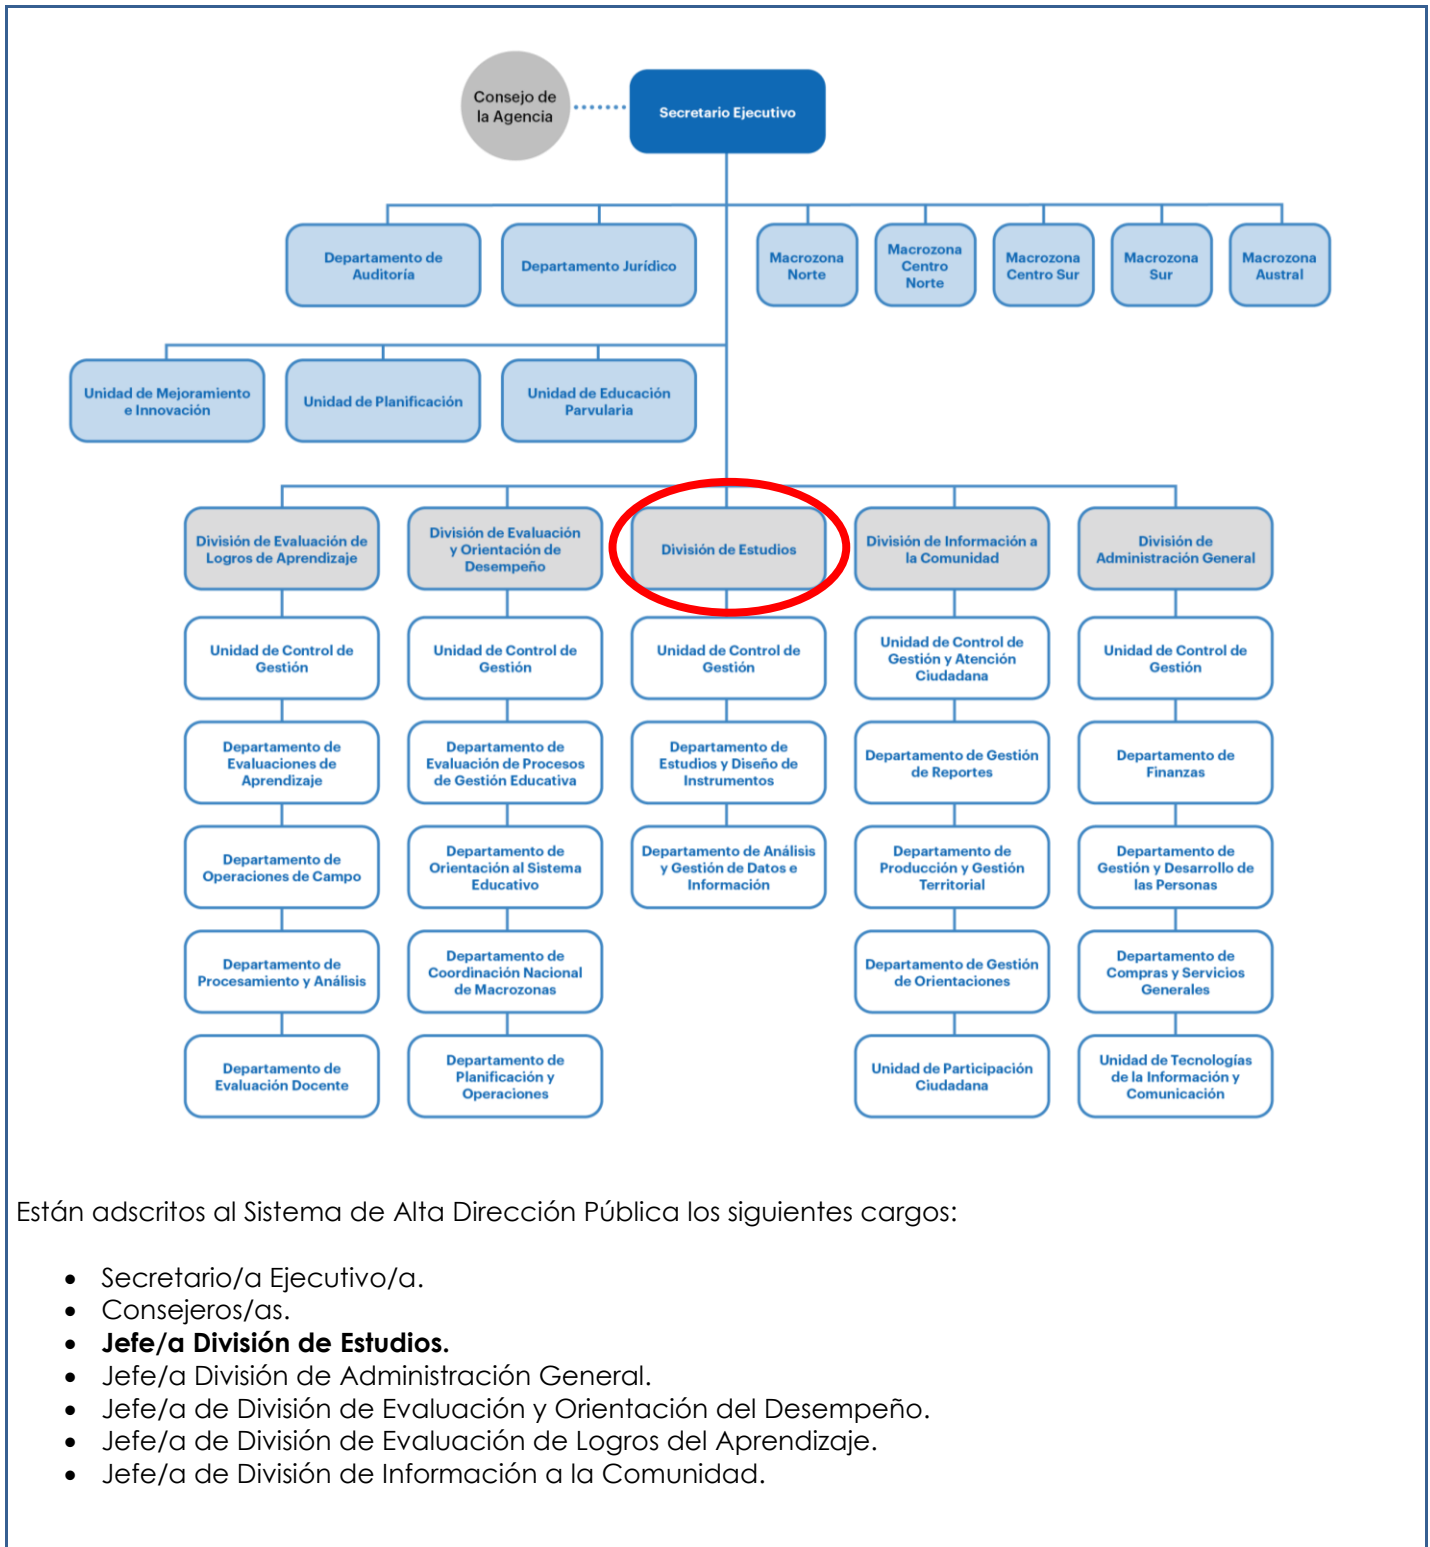 Consejo de
la Agencia
Secretario Ejecutivo
Departamento de
Auditoría
Departamento Jurídico
Macrozona
Norte
Macrozona
Centro
Norte
Macrozona
Centro Sur
Macrozona
Sur
Macrozona
Austral
Unidad de Mejoramiento
e Innovación
Unidad de Planificación
Unidad de Educación
Parvularia
División de Evaluación de
Logros de Aprendizaje
División de Evaluación
y Orientación de
Desempeño
División de Estudios
División de Información a
la Comunidad
División de
Administración General
Unidad de Control de
Gestión
Unidad de Control de
Gestión
Unidad de Control de
Gestión
Unidad de Control de
Gestión y Atención
Ciudadana
Unidad de Control de
Gestión
Departamento de
Evaluaciones de
Aprendizaje
Departamento de
Evaluación de Procesos
de Gestión Educativa
Departamento de
Estudios y Diseño de
Instrumentos
Departamento de Gestión
de Reportes
Departamento de
Finanzas
Departamento de
Operaciones de Campo
Departamento de
Orientación al Sistema
Educativo
Departamento de Análisis
y Gestión de Datos e
Información
Departamento de
Producción y Gestión
Territorial
Departamento de
Gestión y Desarrollo de
las Personas
Departamento de
Procesamiento y Análisis
Departamento de
Coordinación Nacional
de Macrozonas
Departamento de Gestión
de Orientaciones
Departamento de
Compras y Servicios
Generales
Departamento de
Evaluación Docente
Departamento de
Planificación y
Operaciones
Unidad de Participación
Ciudadana
Unidad de Tecnologías
de la Información y
Comunicación
Están adscritos al Sistema de Alta Dirección Pública los siguientes cargos:
• Secretario/a Ejecutivo/a.
• Consejeros/as.
• Jefe/a División de Estudios.
• Jefe/a División de Administración General.
• Jefe/a de División de Evaluación y Orientación del Desempeño.
• Jefe/a de División de Evaluación de Logros del Aprendizaje.
• Jefe/a de División de Información a la Comunidad.